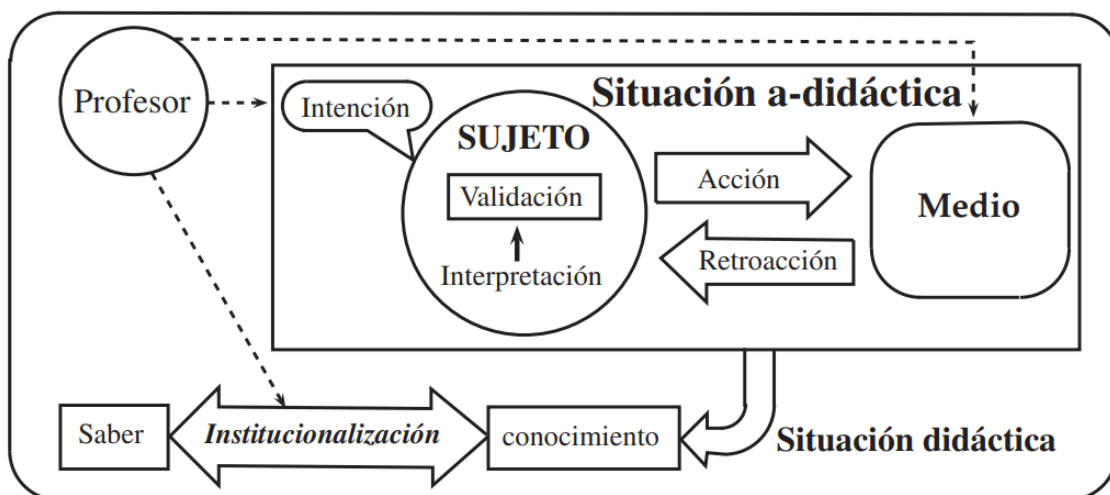 Profesor
Intención
Situación a-didáctica
SUJETO
Validación
Interpretación
Acción
Retroacción
Medio
Saber
Institucionalización
conocimiento
Situación didáctica